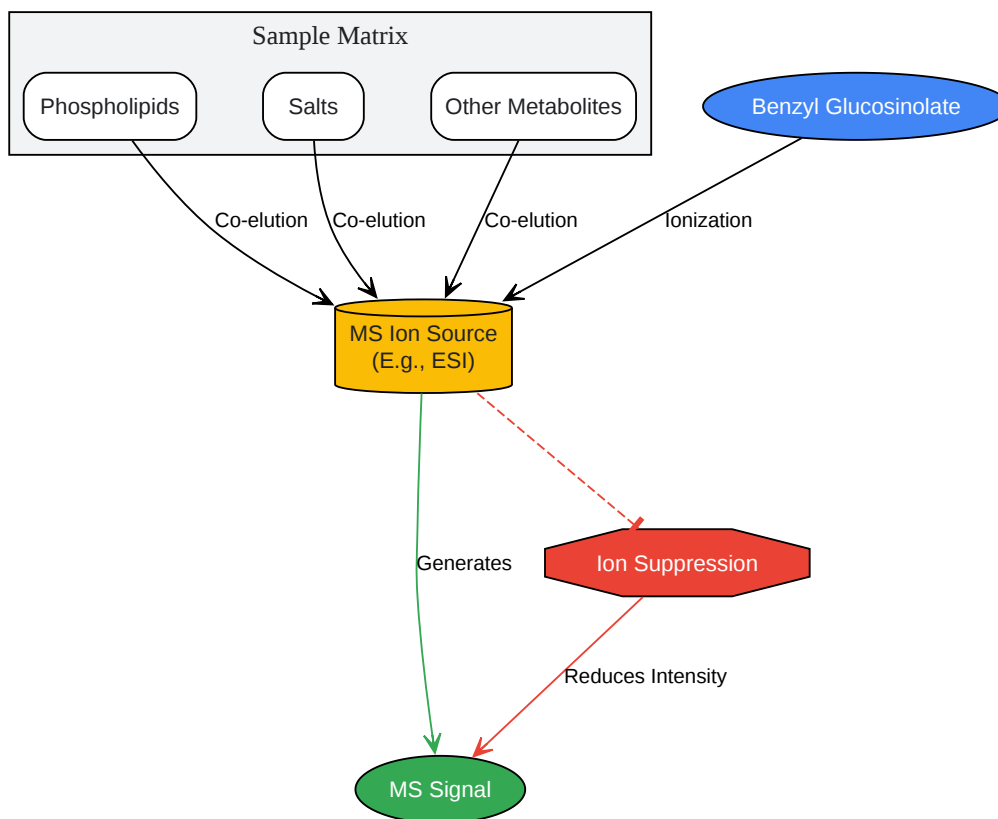 Sample Matrix
Phospholipids
Salts
Other Metabolites
Benzyl Glucosinolate
Co-elution
Co-elution
Co-elution
Ionization
MS Ion Source
(E.g., ESI)
Generates
Ion Suppression
Reduces Intensity
MS Signal